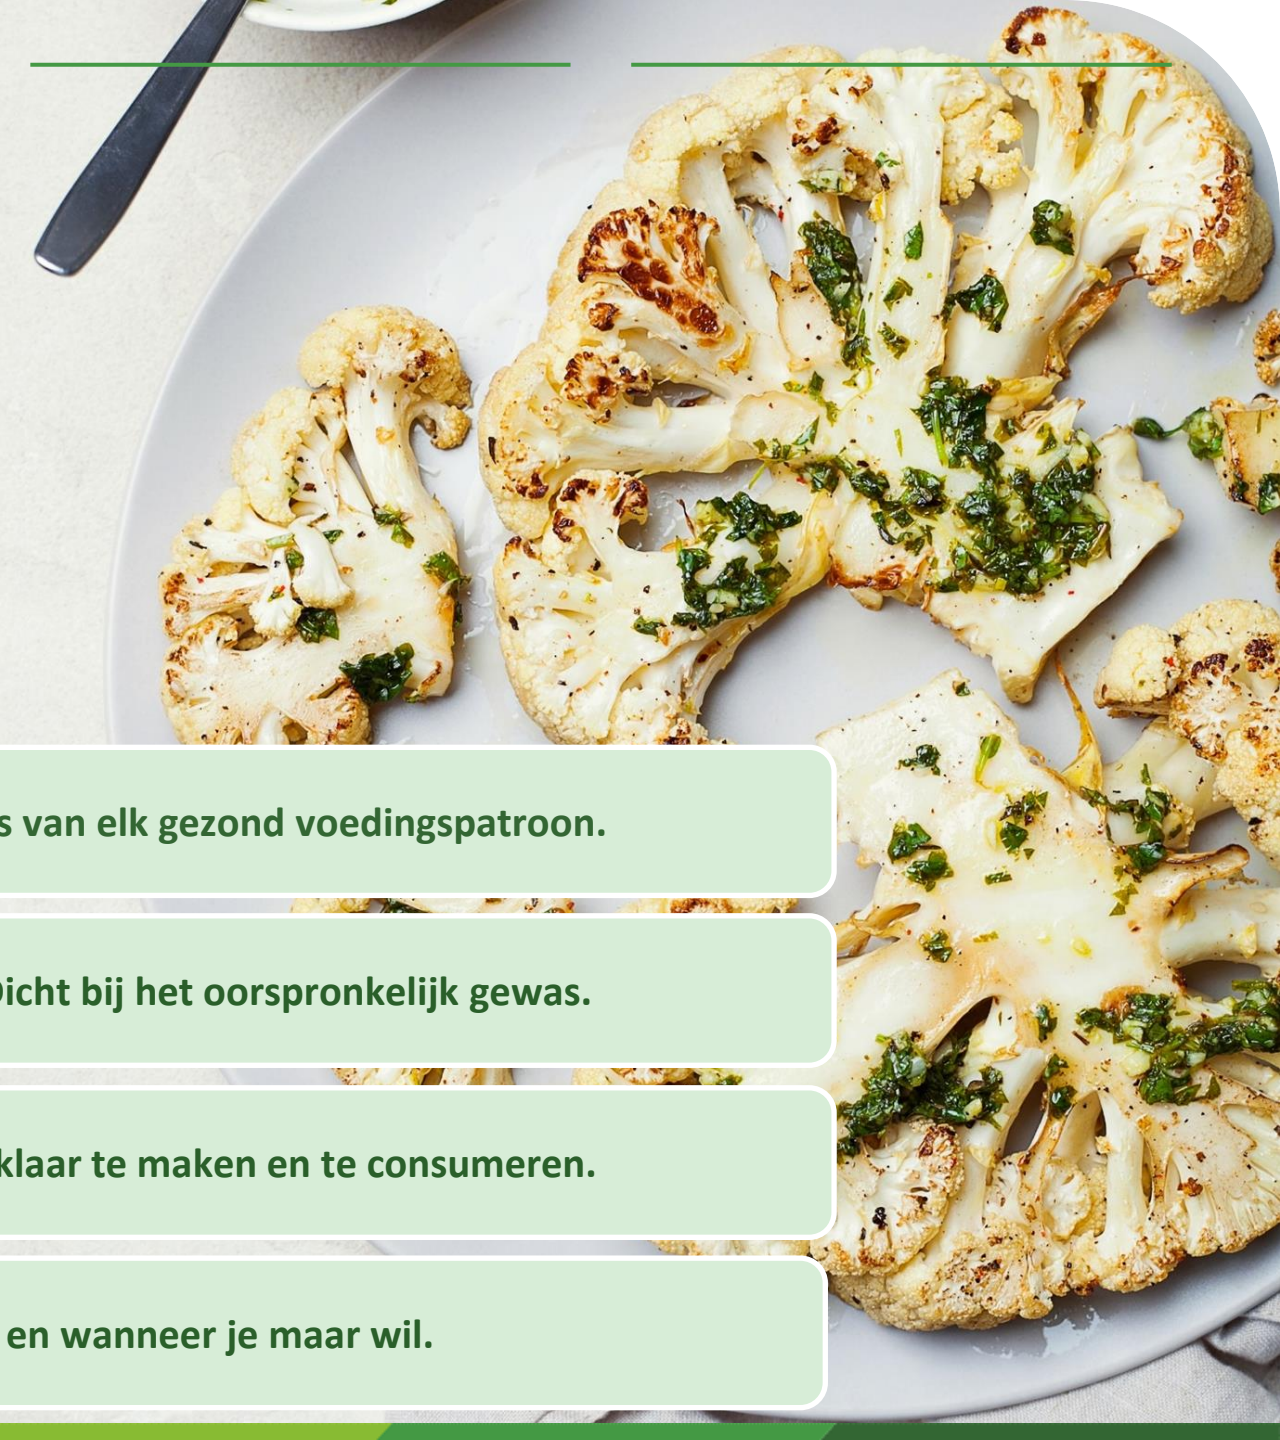 s van elk gezond voedingspatroon.
icht bij het oorspronkelijk gewas.
klaar te maken en te consumeren.
en wanneer je maar wil.